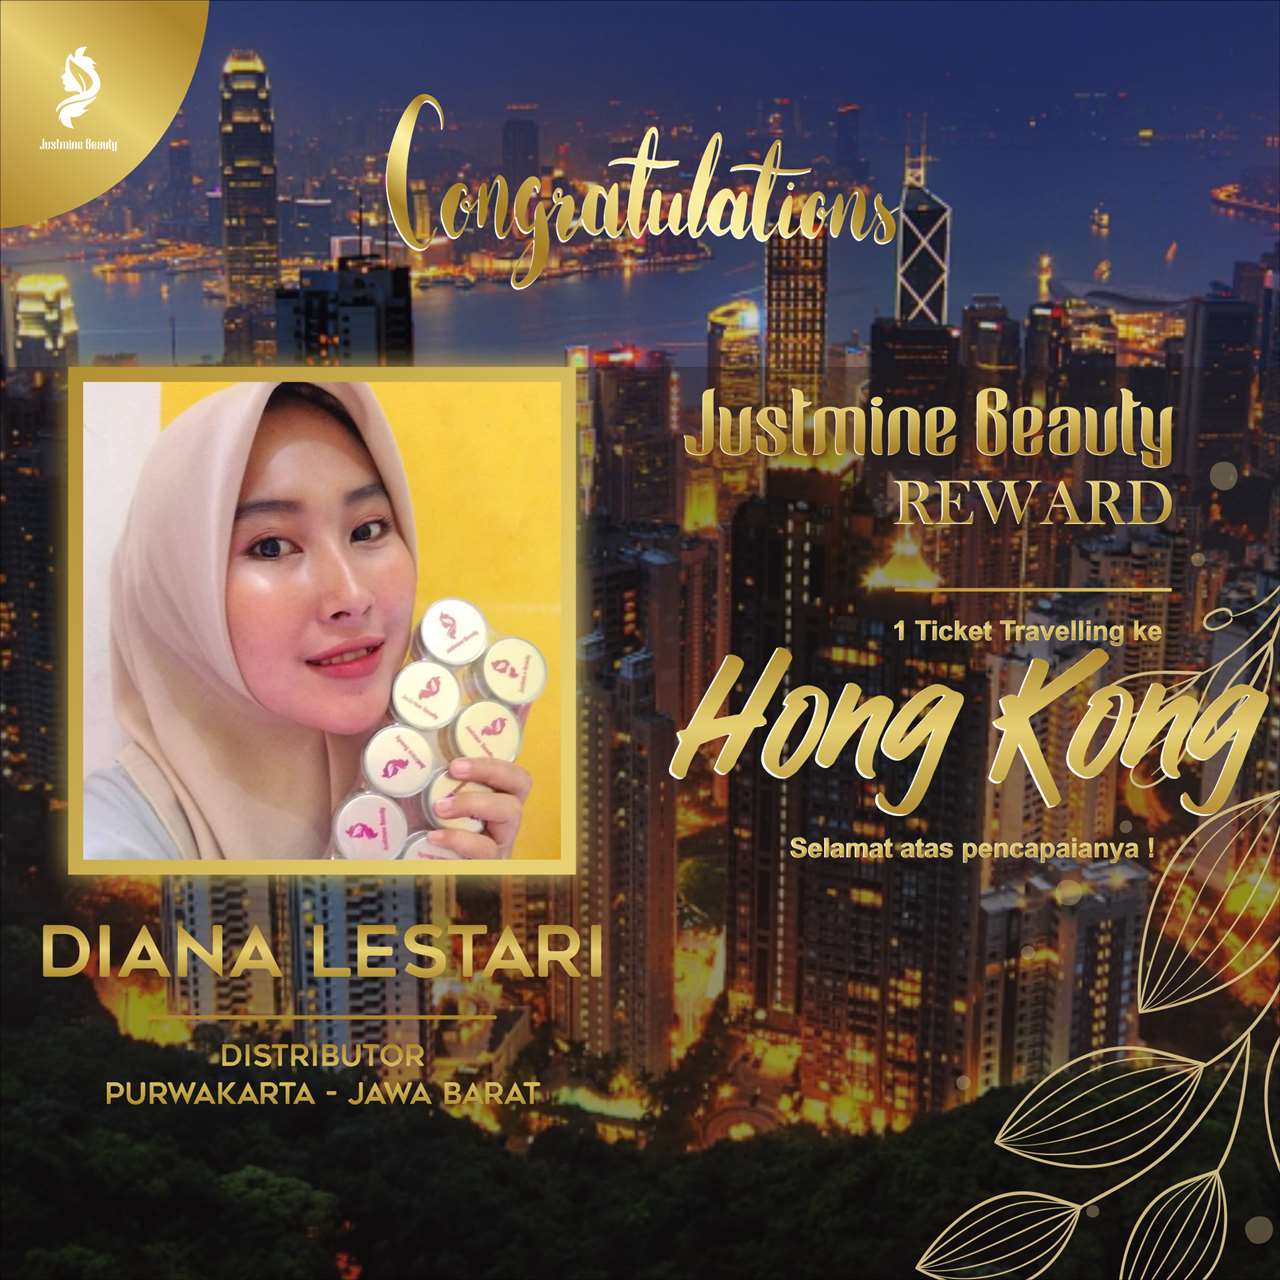 Justmine Beauty
Congratulations
Justmine Beauty
REWARD
1 Ticket Travelling ke
Hong Kong
Selamat atas pencapaianya !
DIANA LESTARI
DISTRIBUTOR
PURWAKARTA - JAWA BARAT